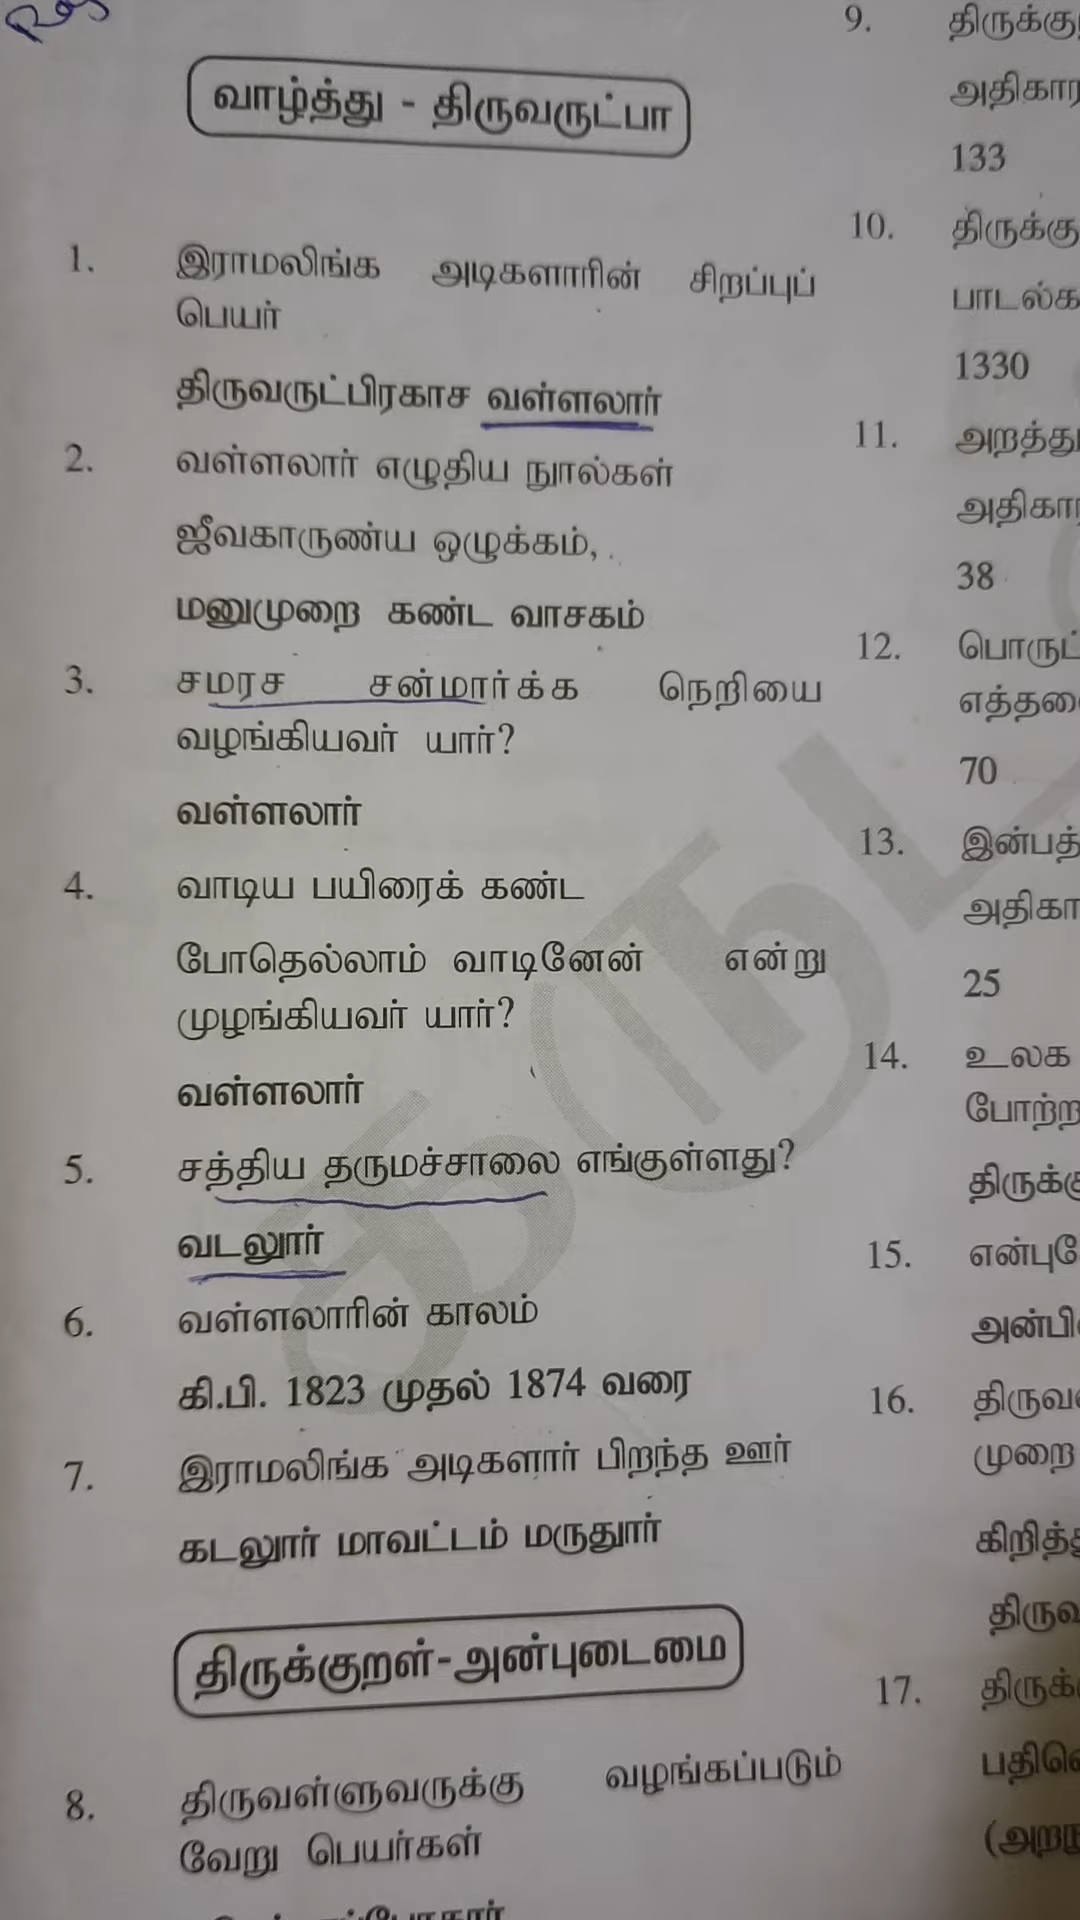 வாழ்த்து - திருவருட்பா
1. இராமலிங்க அடிகளாரின் சிறப்புப்
பெயர்
திருவருட்பிரகாச வள்ளலார்
2. வள்ளலார் எழுதிய நூல்கள்
ஜீவகாருண்ய ஒழுக்கம்,
மனுமுறை கண்ட வாசகம்
3. சமரச சன்மார்க்க நெறியை
வழங்கியவர் யார்?
வள்ளலார்
4. வாடிய பயிரைக் கண்ட
போதெல்லாம் வாடினேன் என்று
முழங்கியவர் யார்?
வள்ளலார்
5. சத்திய தருமச்சாலை எங்குள்ளது?
வடலூர்
6. வள்ளலாரின் காலம்
கி.பி. 1823 முதல் 1874 வரை
7. இராமலிங்க அடிகளார் பிறந்த ஊர்
கடலூர் மாவட்டம் மருதூர்
திருக்குறள்-அன்புடைமை
8. திருவள்ளுவருக்கு வழங்கப்படும்
வேறு பெயர்கள்
9.
133
10.
1330
11.
38
12.
70
13.
25
14. உலக
15.
16.
முறை
17.